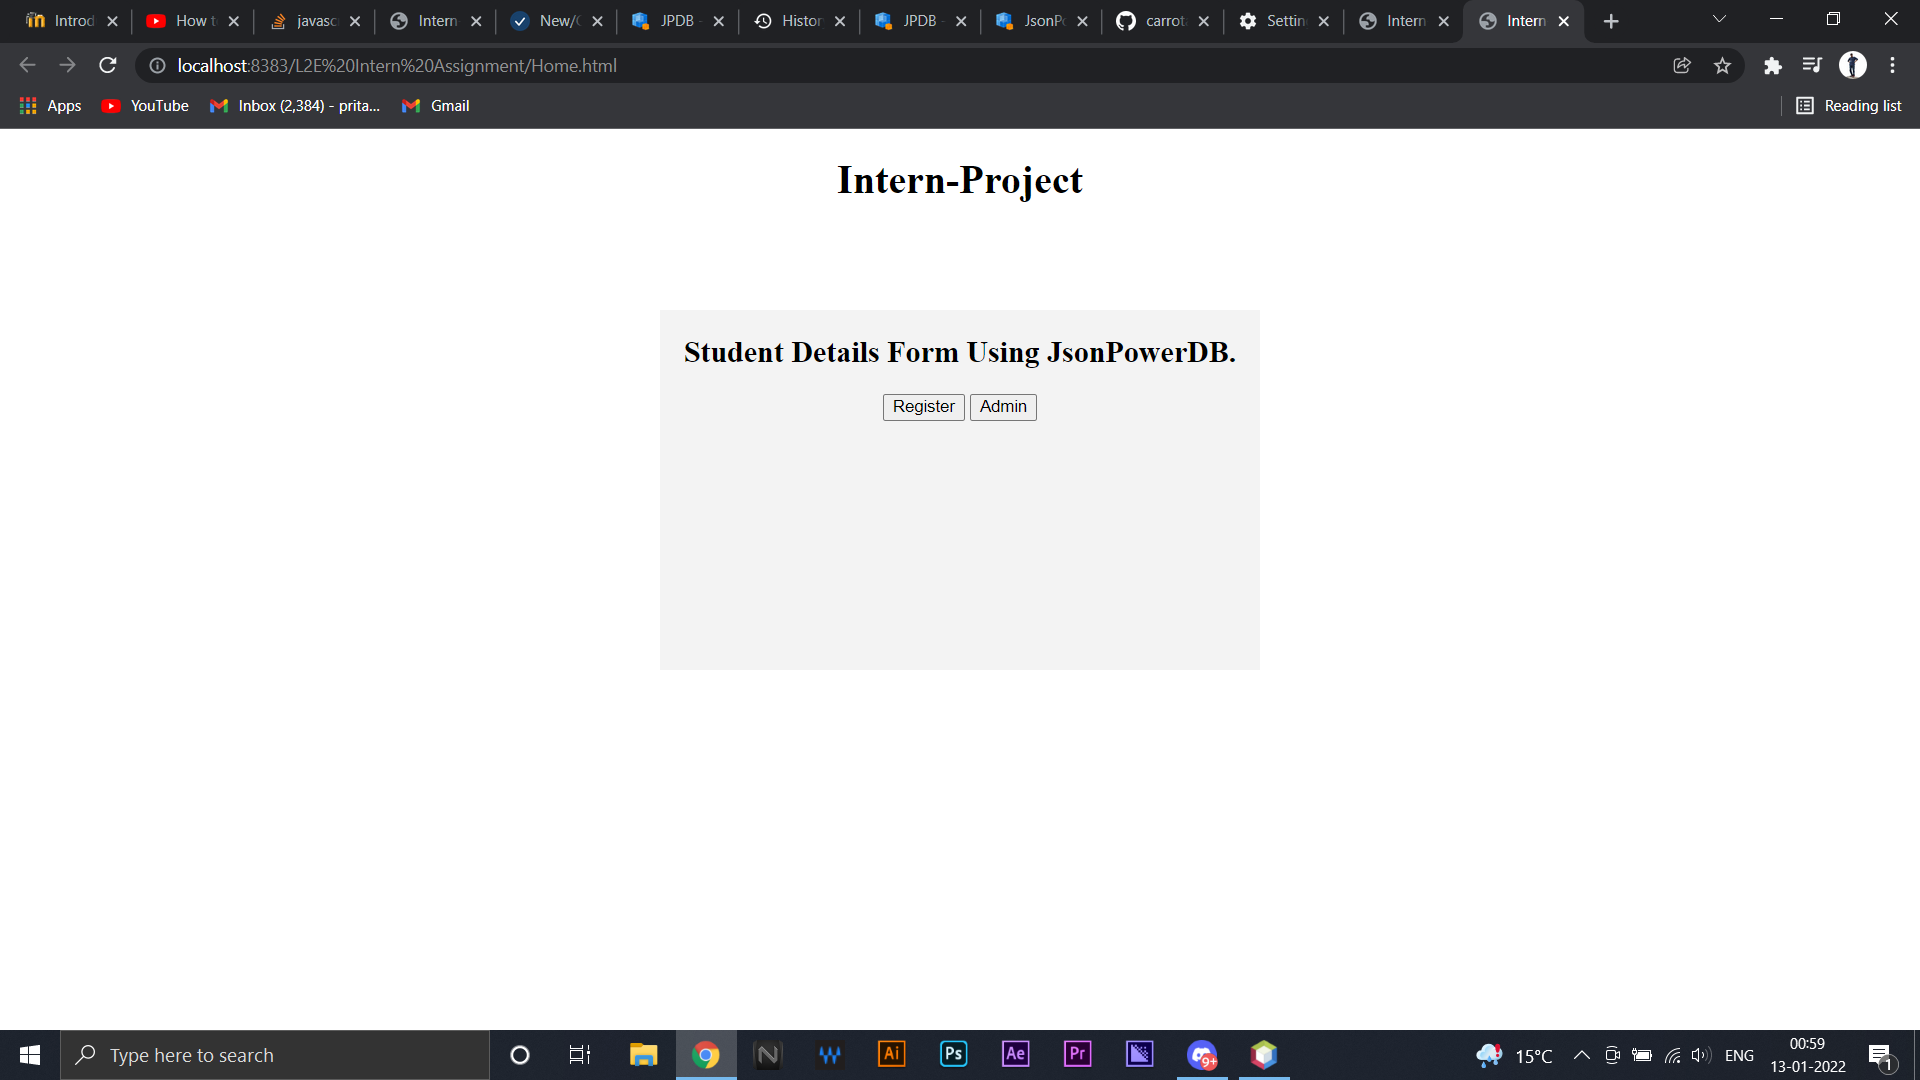 Introd
How t
javasc
Intern
New/C
JPDB -
Histor
JPDB -
JsonPo
carrot
Settin
Intern
Intern
localhost:8383/L2E%20Intern%20Assignment/Home.html
Apps
YouTube
Inbox (2,384) - prita...
Gmail
Reading list
Intern-Project
Student Details Form Using JsonPowerDB.
Register Admin
Type here to search
Ai
Ps
Ae
Pr
9+
15°C
ENG
00:59
13-01-2022
1